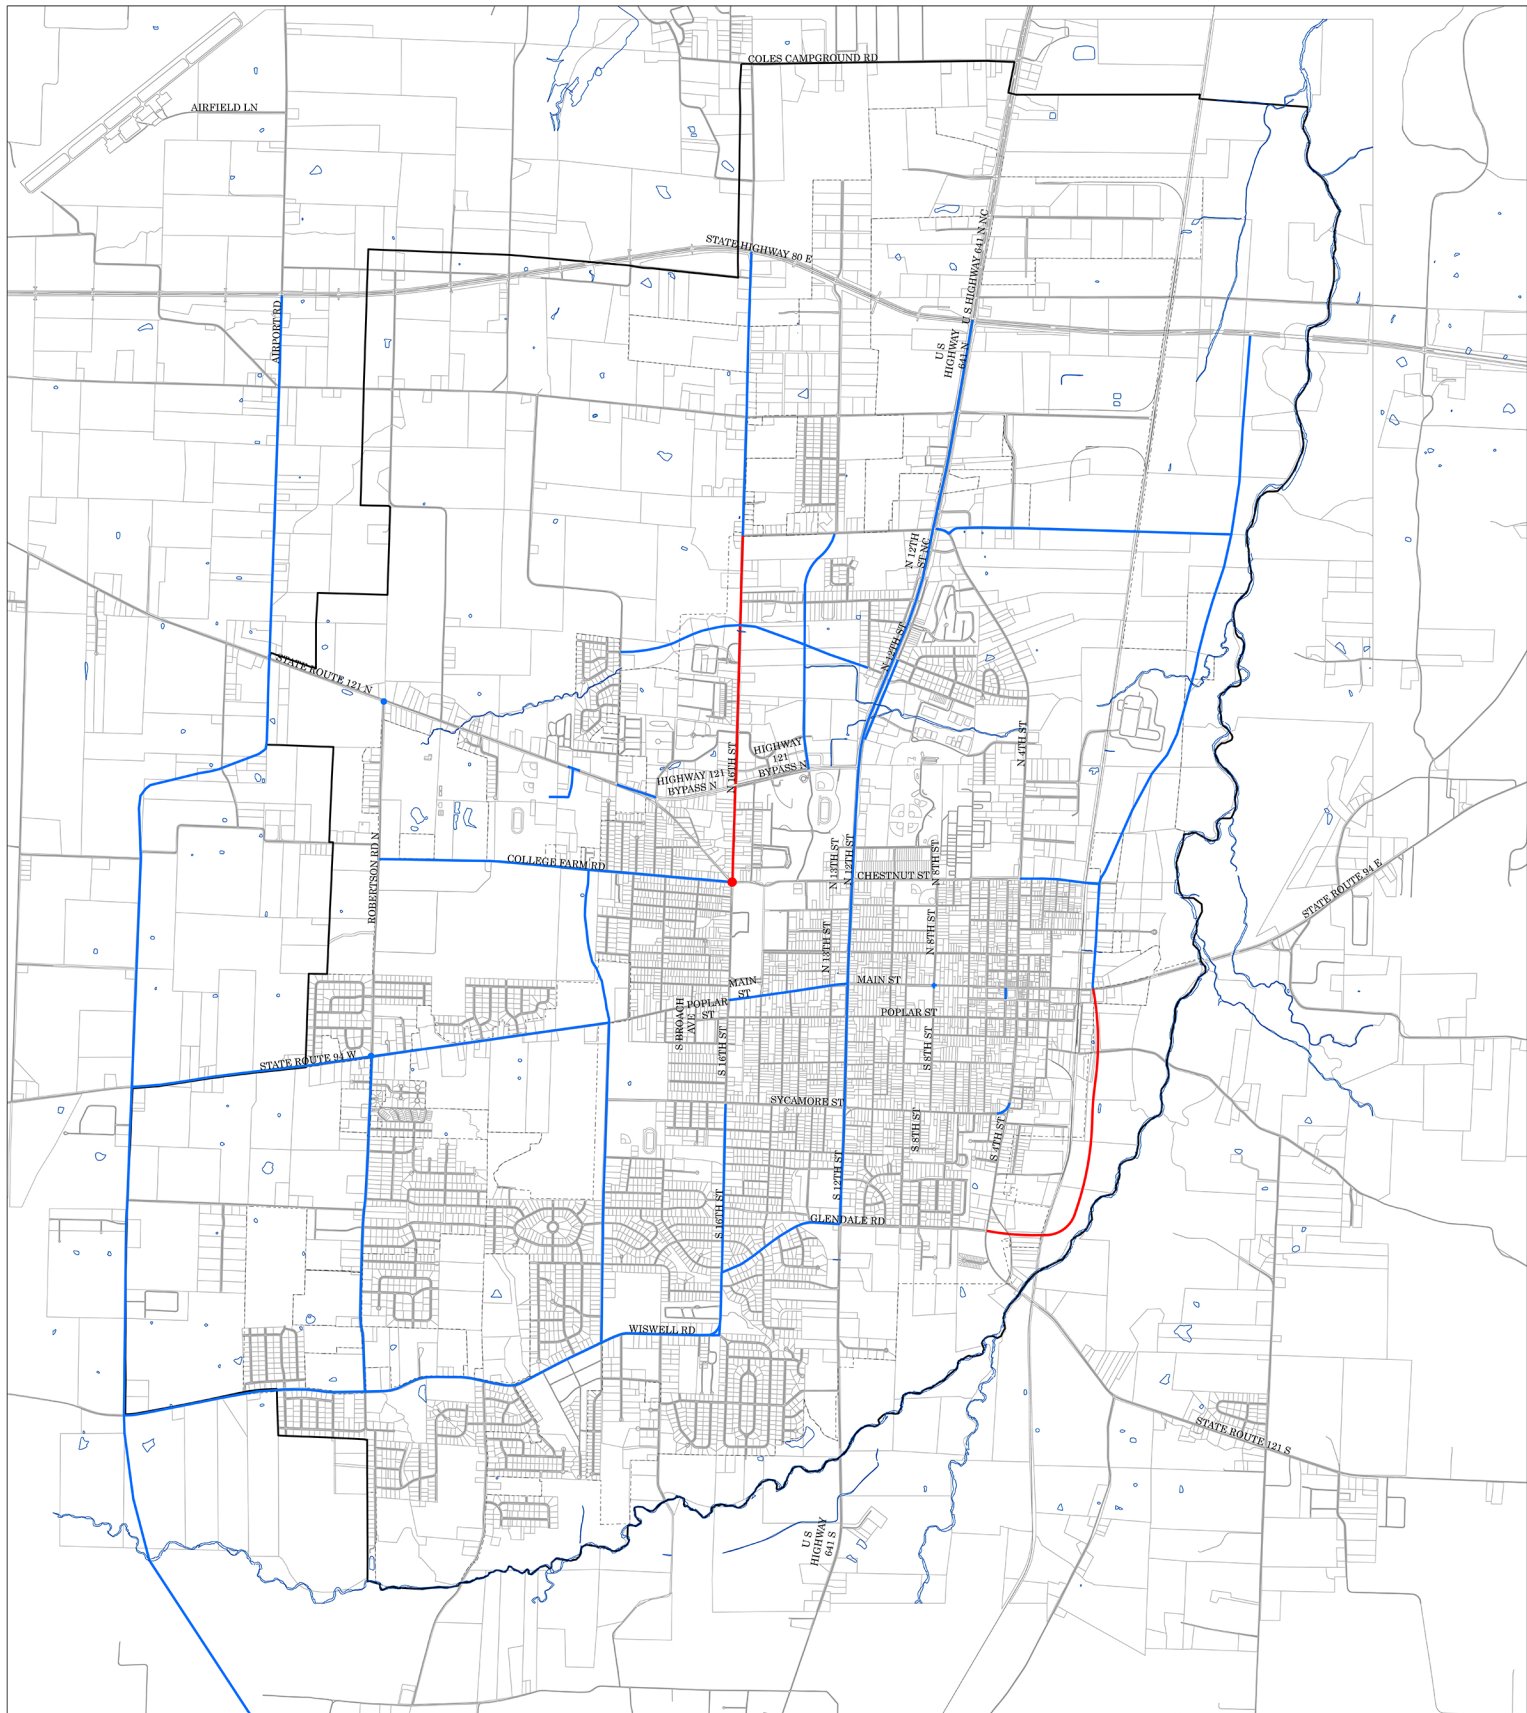 COLES CAMPGROUND RD
AIRFIELD LN
STATE HIGHWAY 80 E
U S HIGHWAY 641 N NC
AIRPORT RD
U S
HIGHWAY
641 N
N 12TH
ST NC
N 12TH ST
STATE ROUTE 121 N
N 4TH ST
HIGHWAY
121
BYPASS N
N 16TH ST
HIGHWAY 121
BYPASS N
ROBERTSON RD N
COLLEGE FARM RD
N 13TH ST
N 12TH ST
CHESTNUT ST
N 8TH ST
STATE ROUTE 94 E
N 13TH ST
N 8TH ST
MAIN
ST
MAIN ST
POPLAR
ST
S BROACH
AVE
POPLAR ST
S 16TH ST
S 8TH ST
STATE ROUTE 94 W
SYCAMORE ST
S 8TH ST
S 4TH ST
S 12TH ST
S 16TH ST
GLENDALE RD
WISWELL RD
STATE ROUTE 121 S
U S
HIGHWAY
641 S